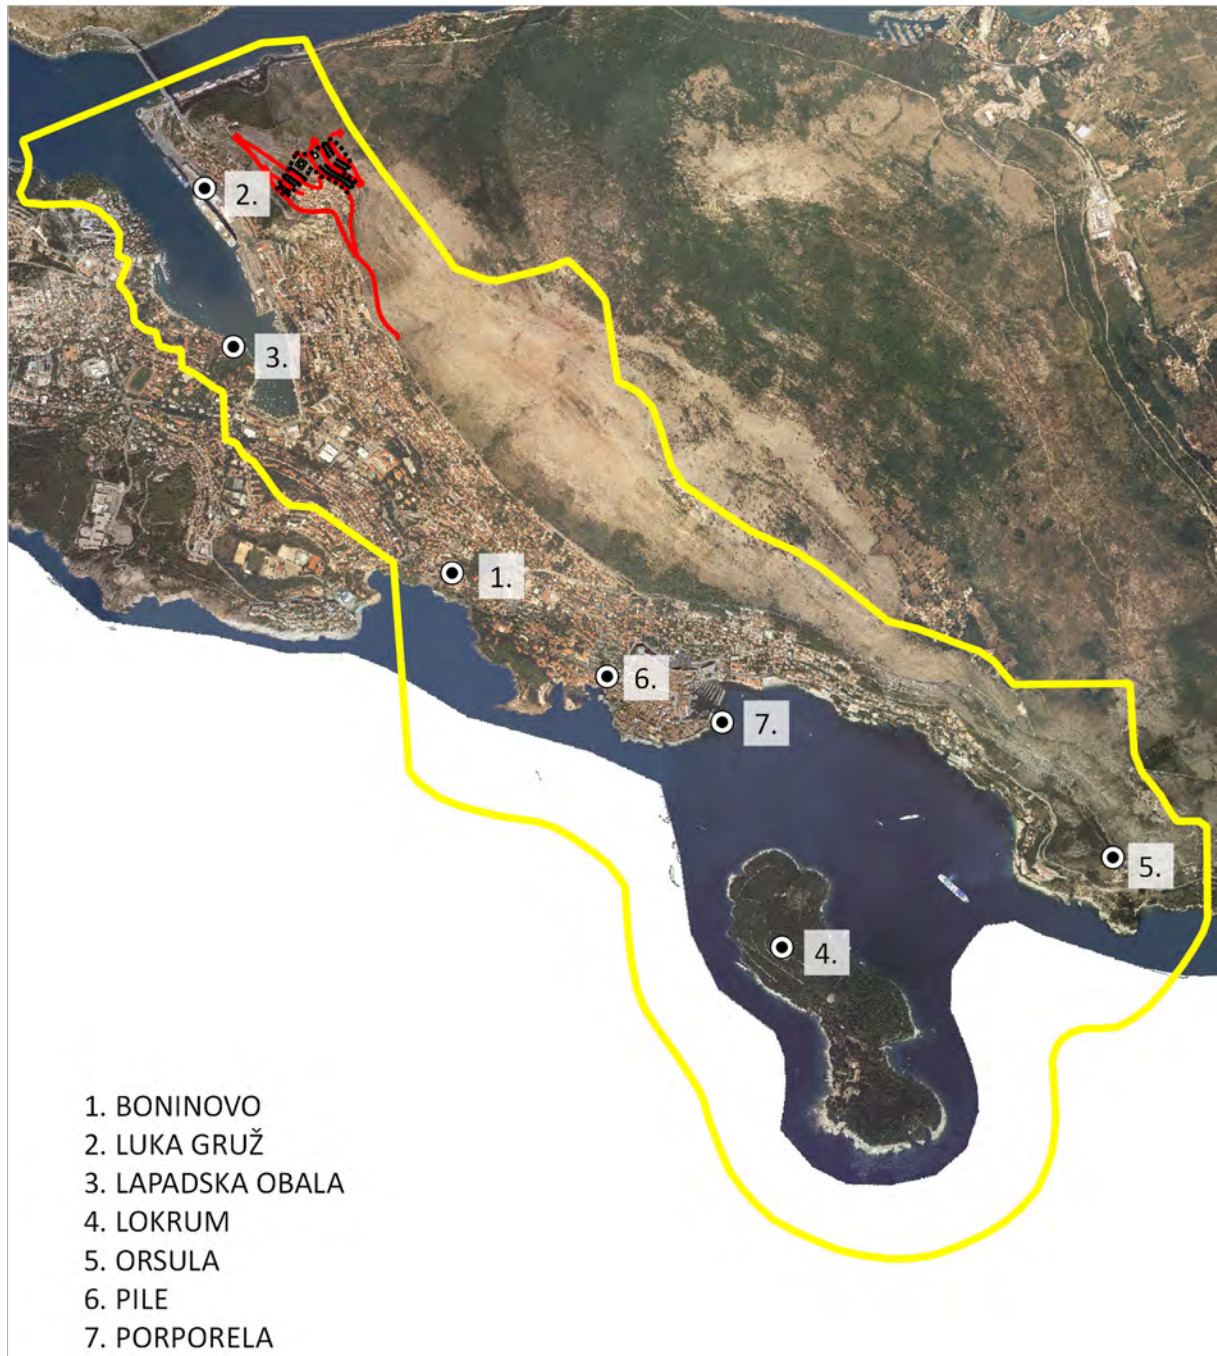 2.
3.
1.
6.
7.
5.
4.
1. BONINOVO
2. LUKA GRUŽ
3. LAPADSKA OBALA
4. LOKRUM
5. ORSULA
6. PILE
7. PORPORELA